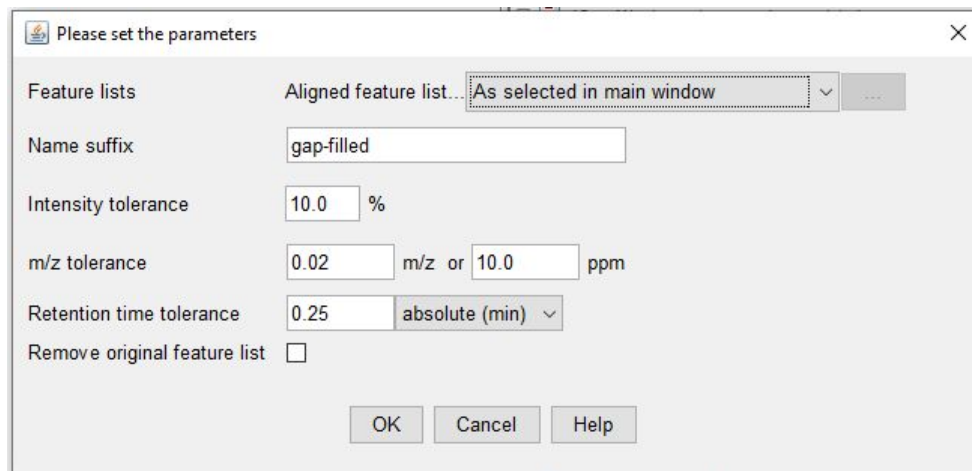 Please set the parameters
Feature lists Aligned feature list... As selected in main window ...
Name suffix gap-filled
Intensity tolerance 10.0 %
m/z tolerance 0.02 m/z or 10.0 ppm
Retention time tolerance 0.25 absolute (min)
Remove original feature list
OK Cancel Help